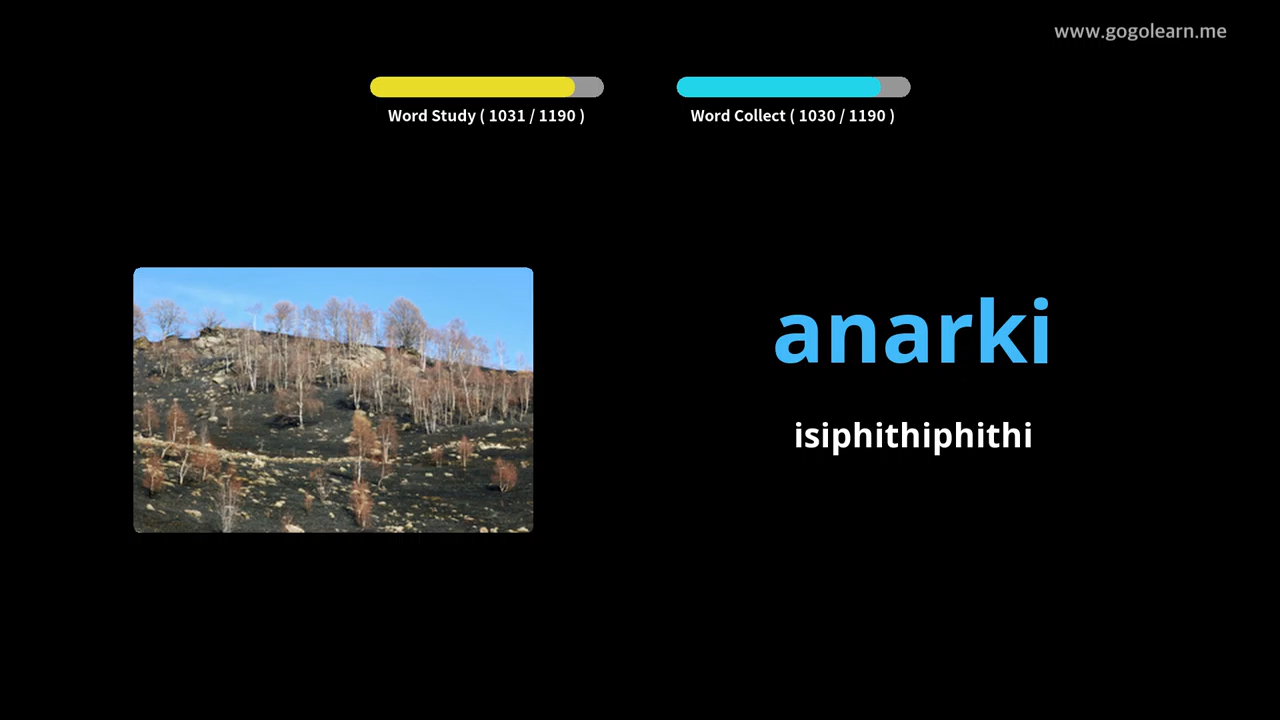 www.gogolearn.me
Word Study ( 1031 / 1190 )
Word Collect ( 1030 / 1190 )
anarki
isiphithiphithi